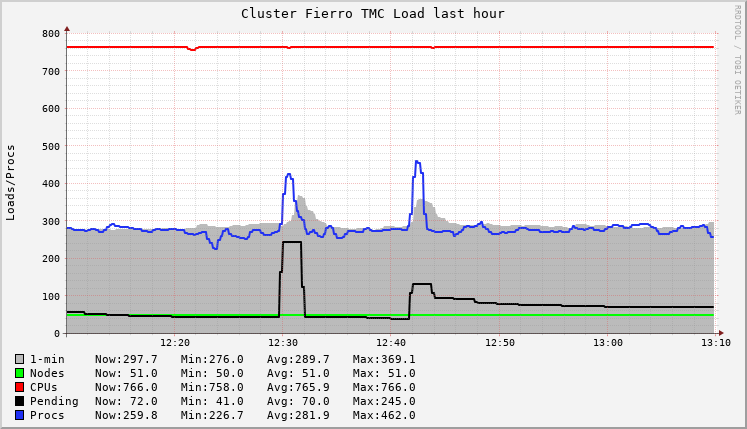 Cluster Fierro TMC Load last hour
RRDTOOL / TOBI OETIKER
Loads/Procs
800
700
600
500
400
300
200
100
0
12:20 12:30 12:40 12:50 13:00 13:10
1-min Now:297.7 Min:276.0 Avg:289.7 Max:369.1
Nodes Now: 51.0 Min: 50.0 Avg: 51.0 Max: 51.0
CPUs Now:766.0 Min:758.0 Avg:765.9 Max:766.0
Pending Now: 72.0 Min: 41.0 Avg: 70.0 Max:245.0
Procs Now:259.8 Min:226.7 Avg:281.9 Max:462.0